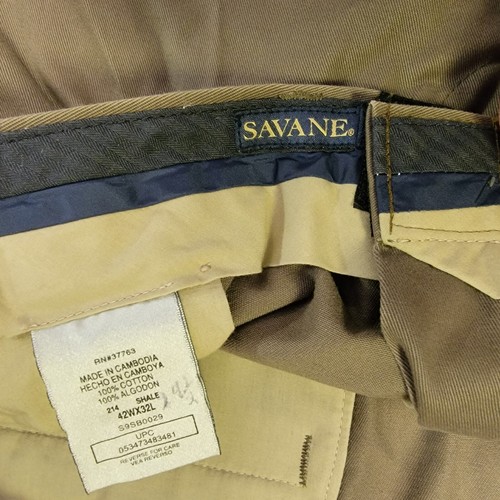 SAVANE®
RN#37763
MADE IN CAMBODIA
HECHO EN CAMBOYA
100% COTTON
100% ALGODON
214 SHALE
42WX32L
S9SB0029
UPC
053473483481
REVERSE FOR CARE
VEA REVERSO